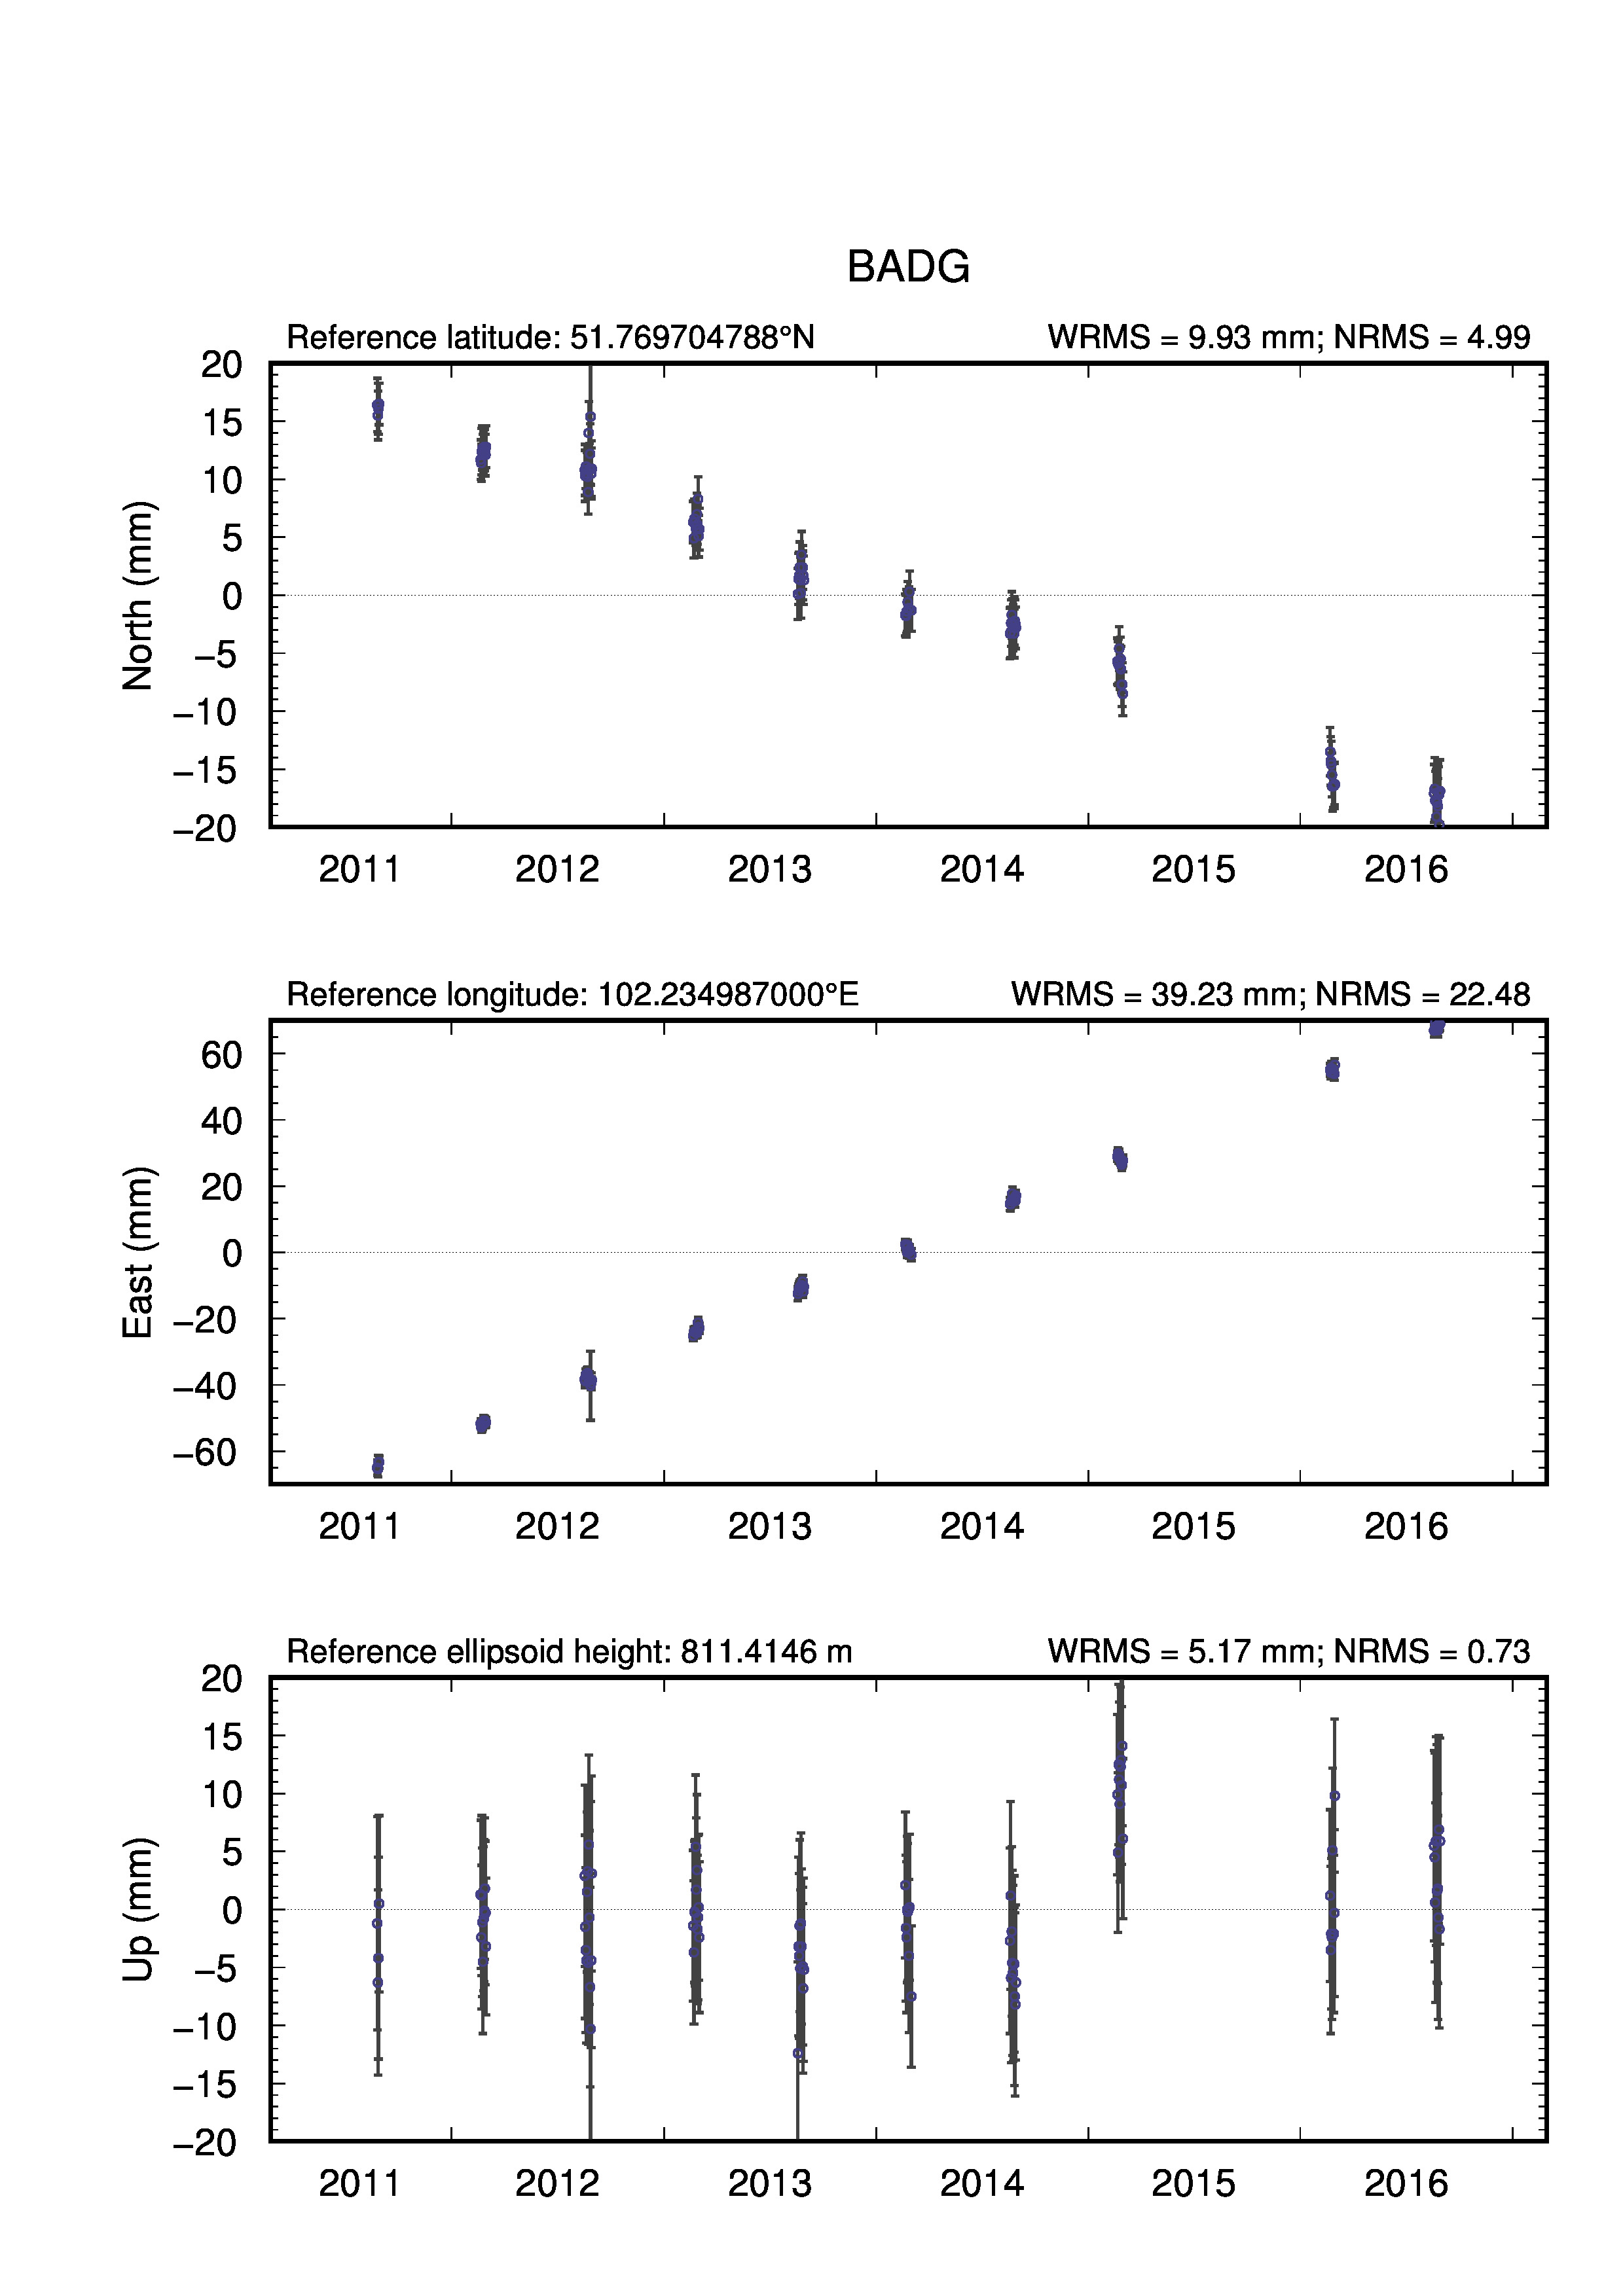 BADG
Reference latitude: 51.769704788°N WRMS = 9.93 mm; NRMS = 4.99
20
15
10
5
0
−5
−10
−15
−20
North (mm)
2011 2012 2013 2014 2015 2016
Reference longitude: 102.234987000°E WRMS = 39.23 mm; NRMS = 22.48
60
40
20
0
−20
−40
−60
East (mm)
2011 2012 2013 2014 2015 2016
Reference ellipsoid height: 811.4146 m WRMS = 5.17 mm; NRMS = 0.73
20
15
10
5
0
−5
−10
−15
−20
Up (mm)
2011 2012 2013 2014 2015 2016